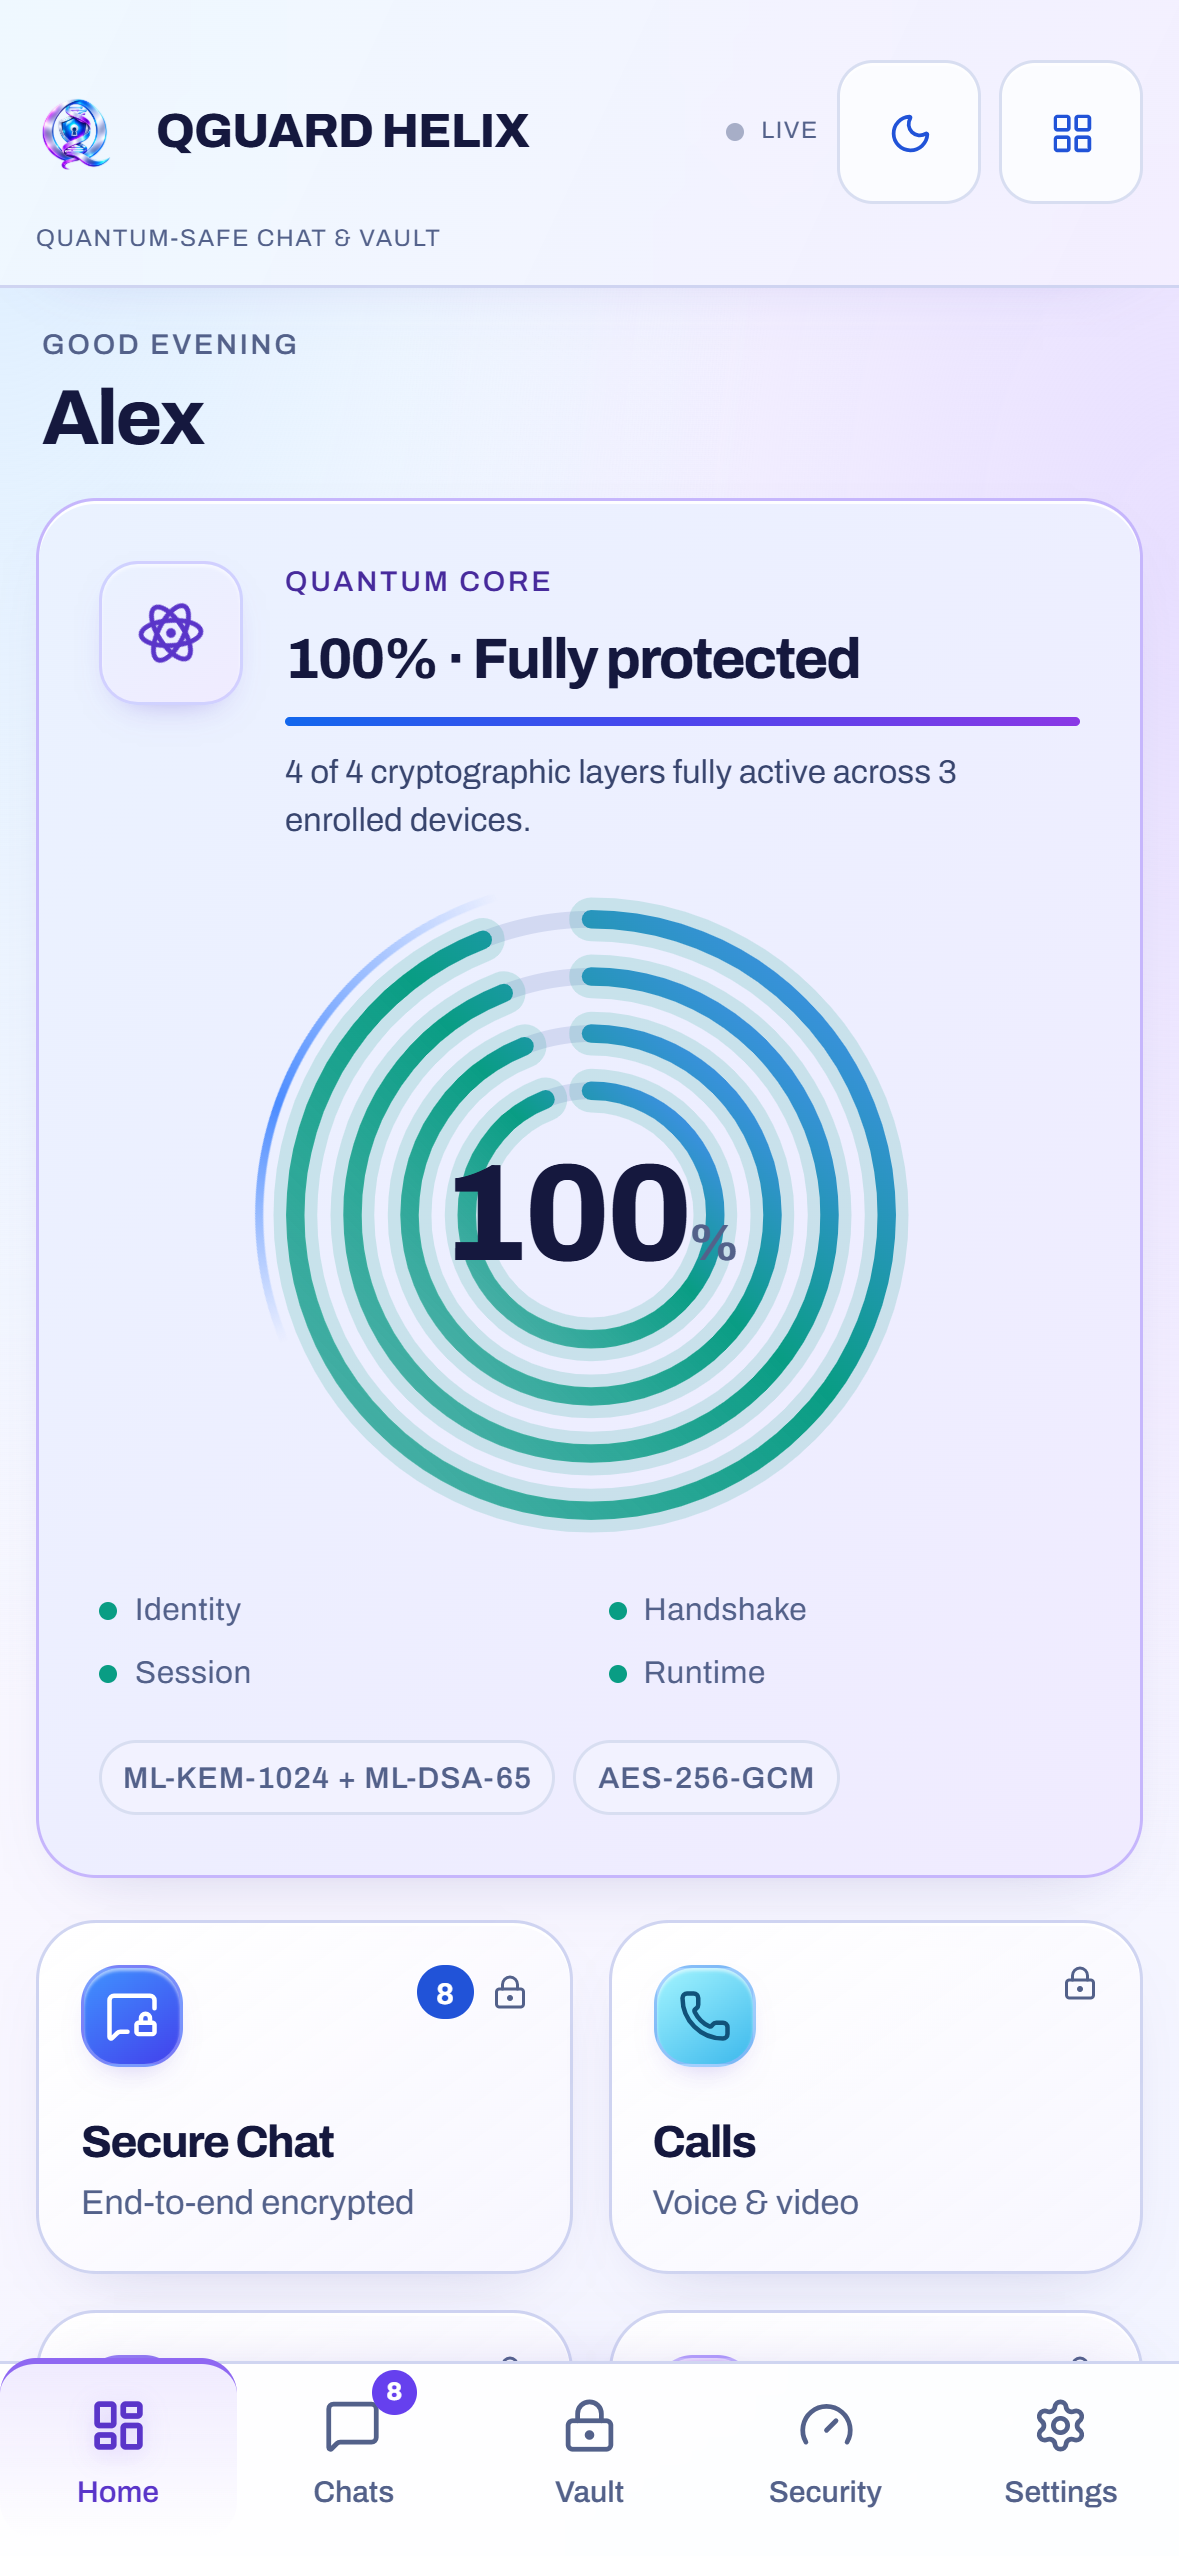 QGUARD HELIX
LIVE
QUANTUM-SAFE CHAT & VAULT
GOOD EVENING
Alex
QUANTUM CORE
100% · Fully protected
4 of 4 cryptographic layers fully active across 3
enrolled devices.
100%
Identity
Handshake
Session
Runtime
ML-KEM-1024 + ML-DSA-65
AES-256-GCM
8
Secure Chat
End-to-end encrypted
Calls
Voice & video
8
Home
Chats
Vault
Security
Settings